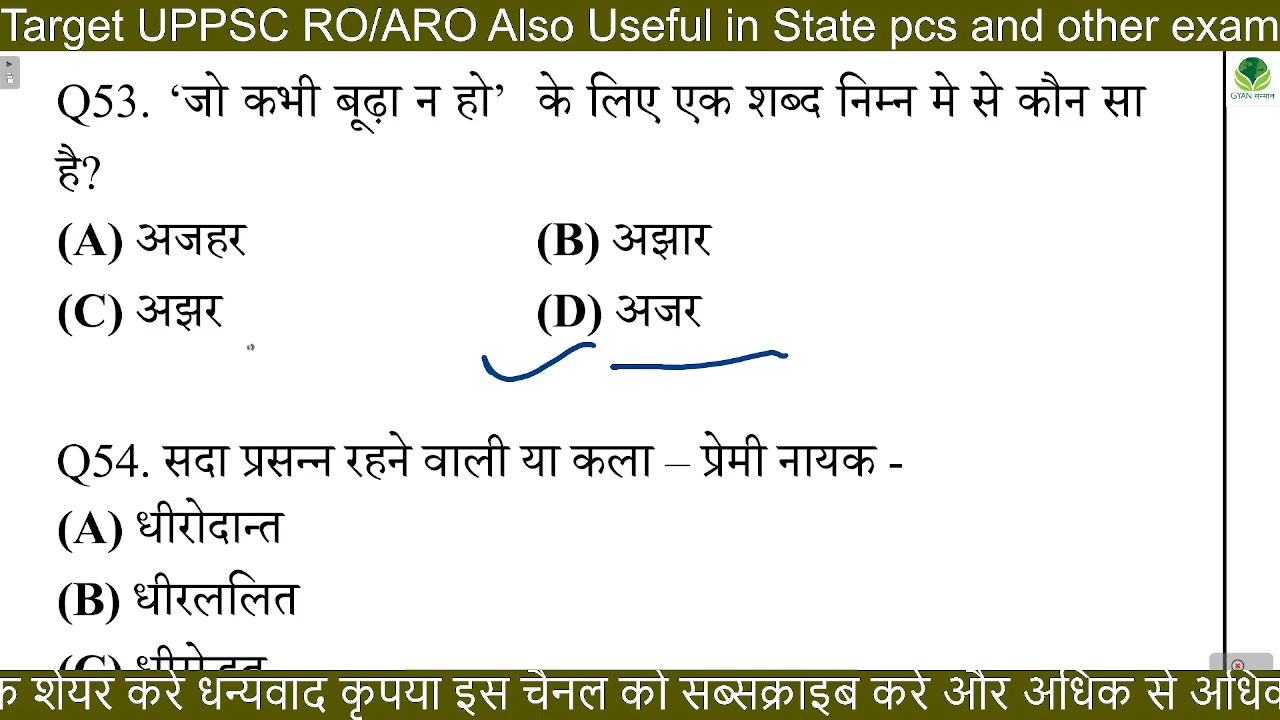 Target UPPSC RO/ARO Also Useful in State pcs and other exam
GYAN सम्मान
Q53. ‘जो कभी बूढ़ा न हो’ के लिए एक शब्द निम्न मे से कौन सा
है?
(A) अजहर (B) अझार
(C) अझर (D) अजर
Q54. सदा प्रसन्न रहने वाली या कला – प्रेमी नायक -
(A) धीरोदान्त
(B) धीरललित
शेयर करे धन्यवाद कृपया इस चैनल को सब्सक्राइब करे और अधिक से